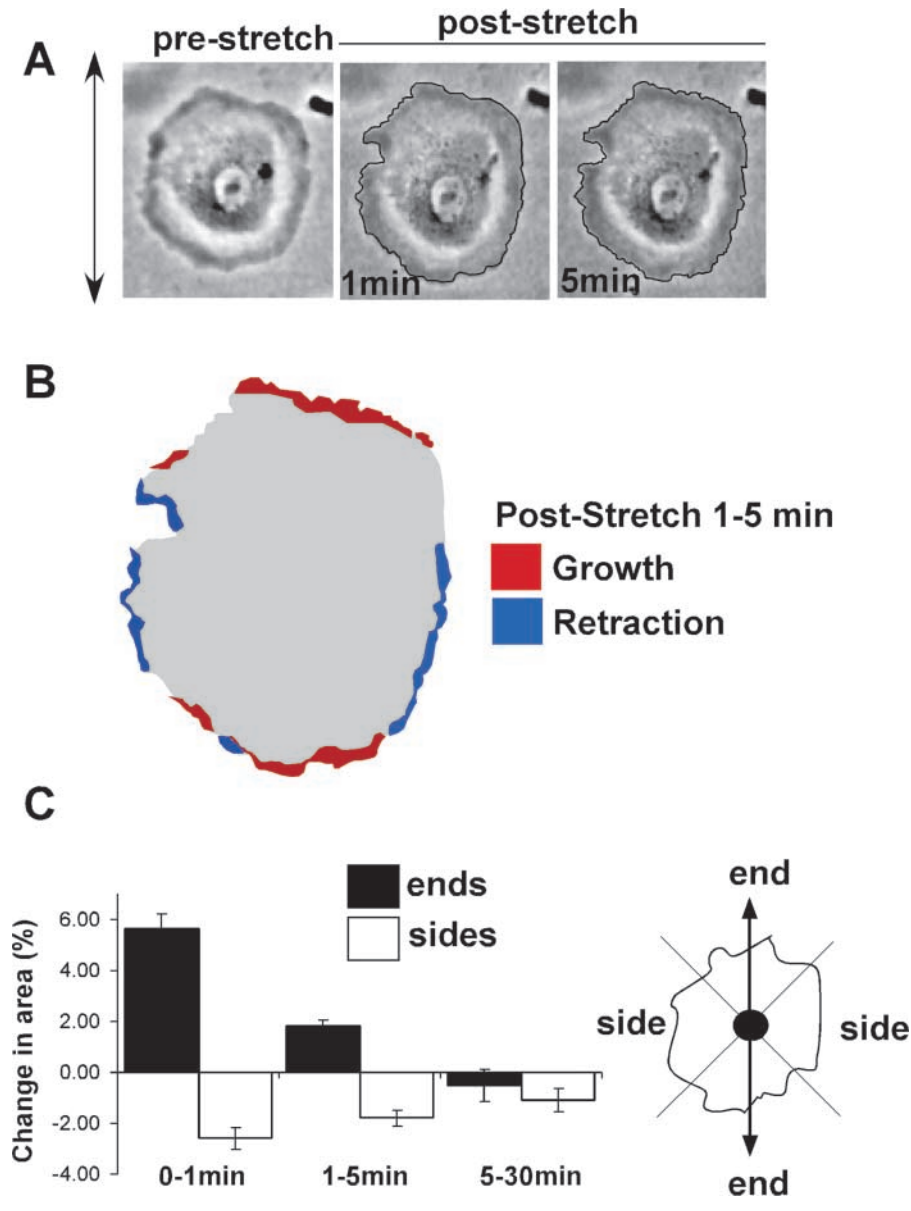 A
pre-stretch
post-stretch
1min
5min
B
Post-Stretch 1-5 min
Growth
Retraction
C
ends
sides
Change in area (%)
6.00
4.00
2.00
0.00
-2.00
-4.00
0-1min
1-5min
5-30min
end
side
side
end